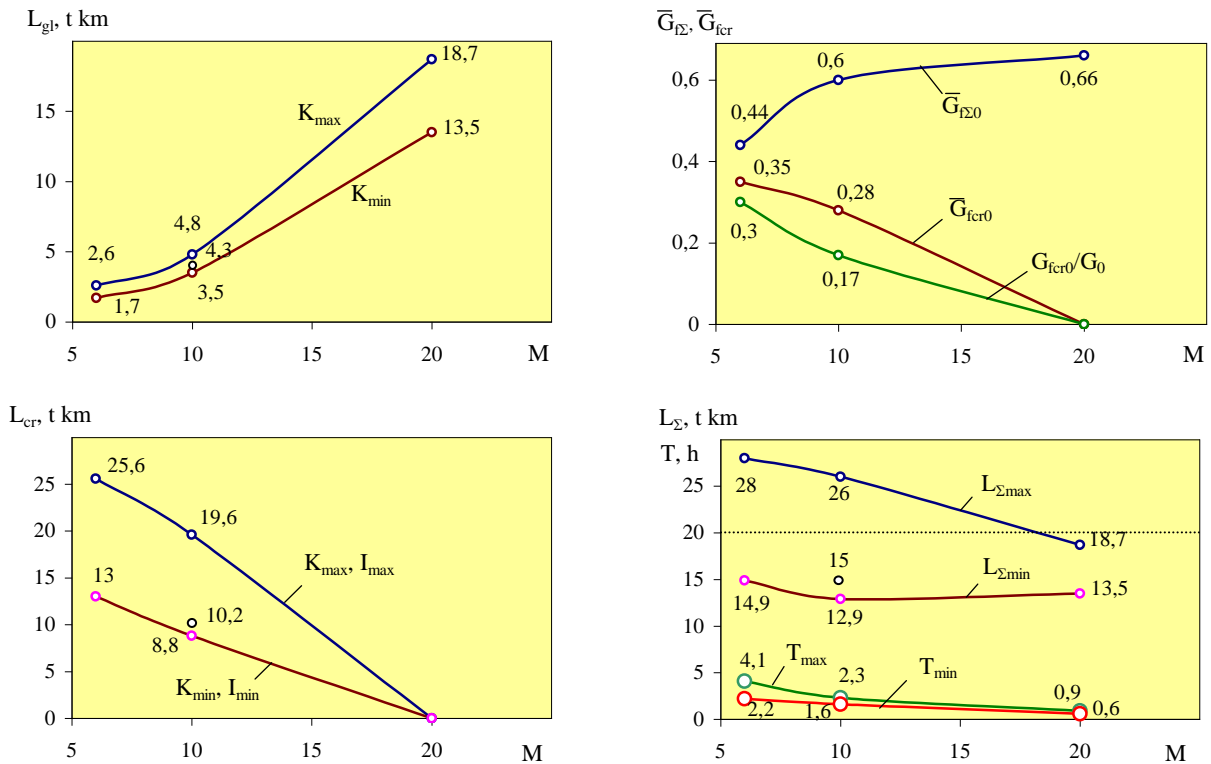 L_gl, t km
15
10
5
0
5 10 15 20 M
2,6
1,7
4,8
4,3
3,5
18,7
13,5
K_max
K_min
G̅_fΣ, G̅_fcr
0,6
0,4
0,2
0
5 10 15 20 M
0,44
0,6
0,66
G̅_fΣ0
0,35
0,28
G̅_fcr0
0,3
0,17
G_fcr0/G_0
L_cr, t km
25
20
15
10
5
0
5 10 15 20 M
25,6
19,6
K_max, I_max
13
10,2
8,8
K_min, I_min
L_Σ, t km
T, h
25
20
15
10
5
0
5 10 15 20 M
28
26
L_Σmax
18,7
15
L_Σmin
14,9
12,9
13,5
4,1
T_max
2,3
T_min
0,9
2,2
1,6
0,6